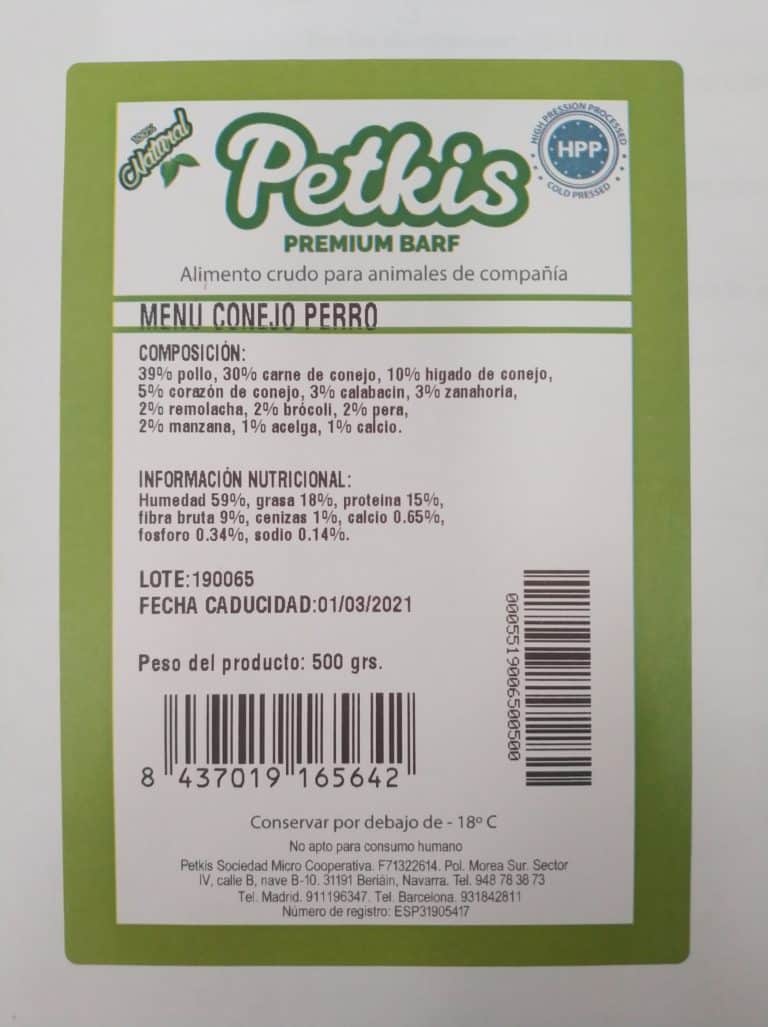 100%
Natural
Petkis
PREMIUM BARF
HIGH PRESSION PROCESSED
HPP
COLD PRESSED
Alimento crudo para animales de compañía
MENU CONEJO PERRO
COMPOSICIÓN:
39% pollo, 30% carne de conejo, 10% higado de conejo,
5% corazón de conejo, 3% calabacin, 3% zanahoria,
2% remolacha, 2% brócoli, 2% pera,
2% manzana, 1% acelga, 1% calcio.
INFORMACIÓN NUTRICIONAL:
Humedad 59%, grasa 18%, proteina 15%,
fibra bruta 9%, cenizas 1%, calcio 0.65%,
fosforo 0.34%, sodio 0.14%.
LOTE:190065
FECHA CADUCIDAD:01/03/2021
Peso del producto: 500 grs.
8 437019 165642
00005519006500500
Conservar por debajo de - 18º C
No apto para consumo humano
Petkis Sociedad Micro Cooperativa. F71322614. Pol. Morea Sur. Sector
IV, calle B, nave B-10. 31191 Beriáin, Navarra. Tel. 948 78 38 73
Tel. Madrid. 911196347. Tel. Barcelona. 931842811
Número de registro: ESP31905417